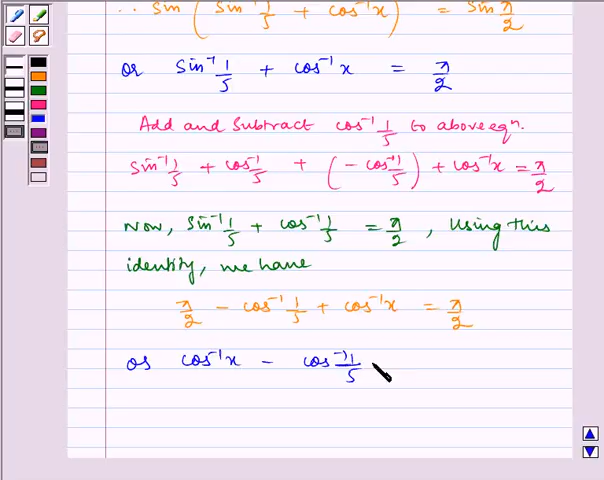 ∴ Sin (Sin⁻¹ 1/5 + cos⁻¹x) = Sin π/2
or Sin⁻¹ 1/5 + cos⁻¹x = π/2
Add and Subtract cos⁻¹ 1/5 to above eqn.
Sin⁻¹ 1/5 + cos⁻¹ 1/5 + (-cos⁻¹ 1/5) + cos⁻¹x = π/2
Now, Sin⁻¹ 1/5 + cos⁻¹ 1/5 = π/2, Using this
identity, we have
π/2 - cos⁻¹ 1/5 + cos⁻¹x = π/2
or cos⁻¹x - cos⁻¹ 1/5